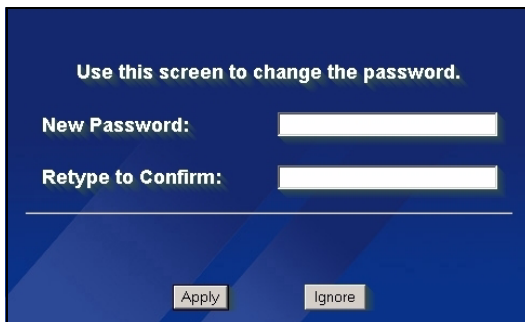 Use this screen to change the password.
New Password:
Retype to Confirm:
Apply Ignore